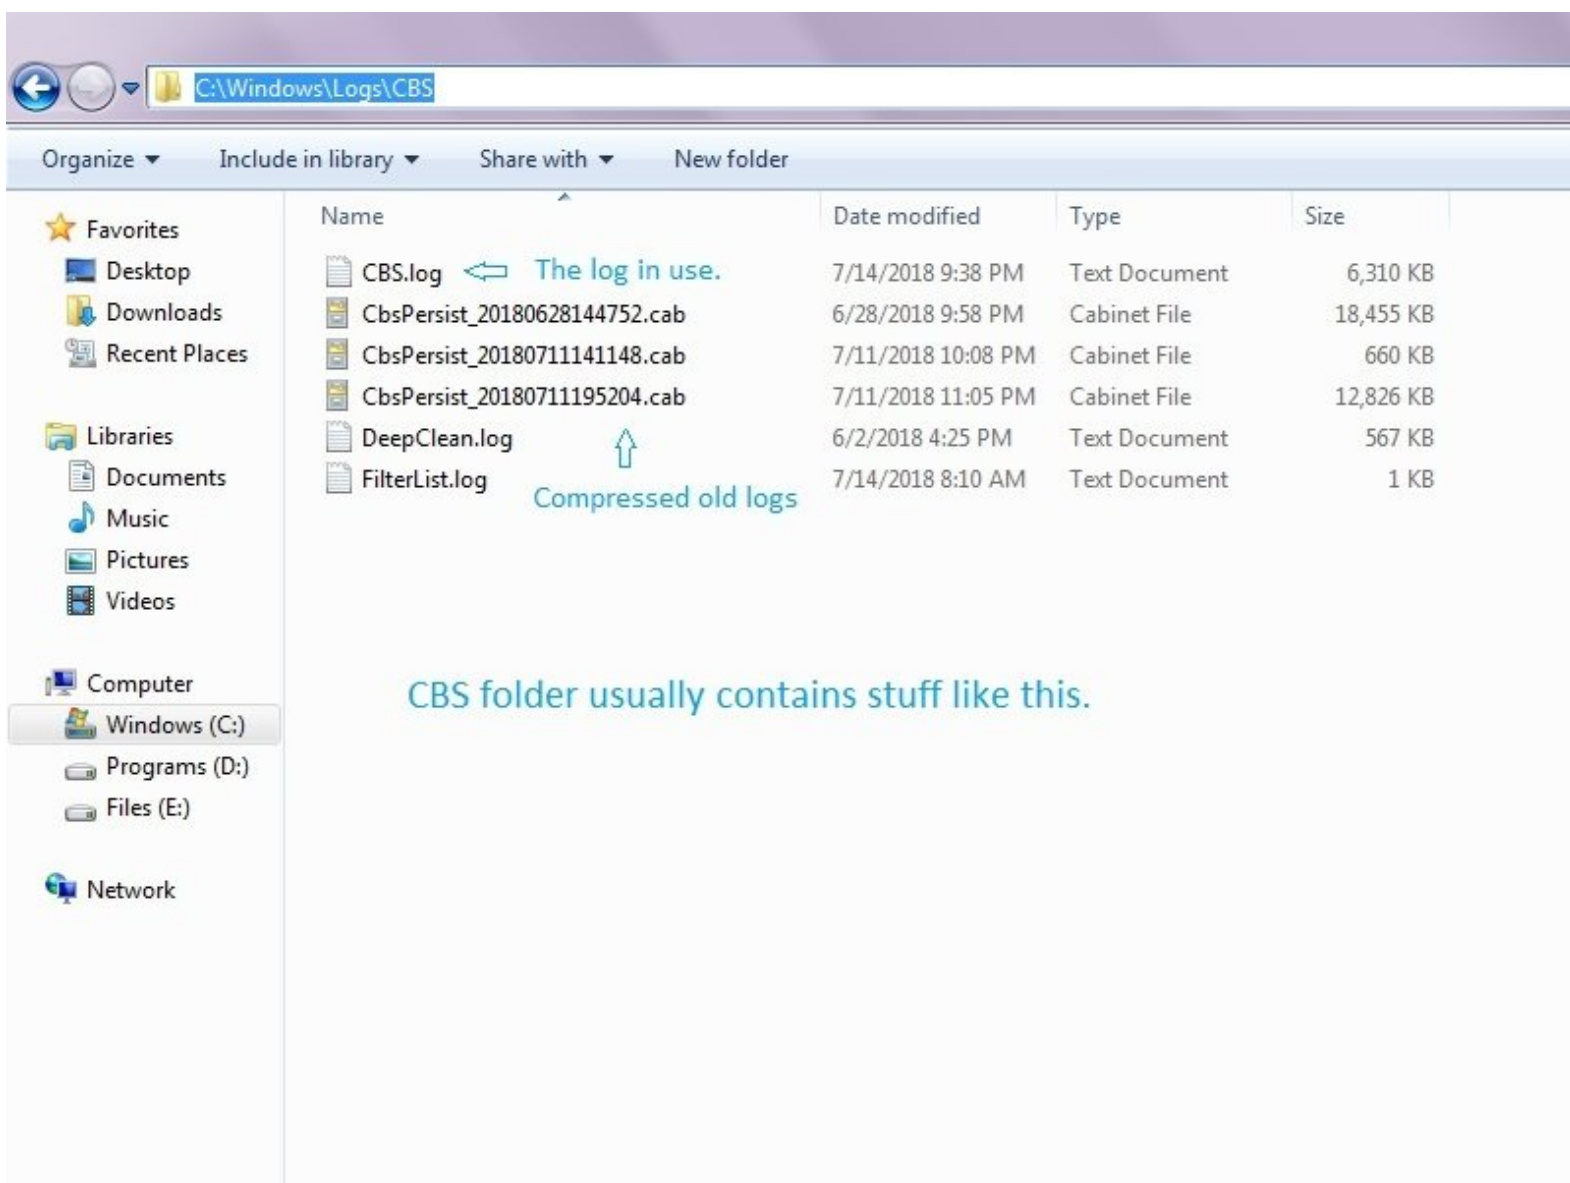 C:\Windows\Logs\CBS
Organize Include in library Share with New folder
Name Date modified Type Size
CBS.log The log in use. 7/14/2018 9:38 PM Text Document 6,310 KB
CbsPersist_20180628144752.cab 6/28/2018 9:58 PM Cabinet File 18,455 KB
CbsPersist_20180711141148.cab 7/11/2018 10:08 PM Cabinet File 660 KB
CbsPersist_20180711195204.cab 7/11/2018 11:05 PM Cabinet File 12,826 KB
DeepClean.log 6/2/2018 4:25 PM Text Document 567 KB
FilterList.log 7/14/2018 8:10 AM Text Document 1 KB
Compressed old logs
CBS folder usually contains stuff like this.
Favorites
Desktop
Downloads
Recent Places
Libraries
Documents
Music
Pictures
Videos
Computer
Windows (C:)
Programs (D:)
Files (E:)
Network